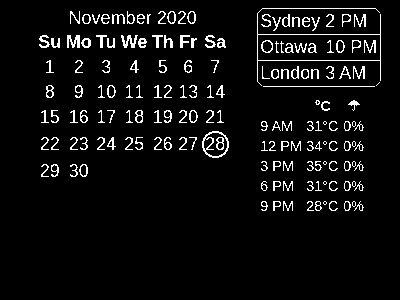 November 2020
Su Mo Tu We Th Fr Sa
1 2 3 4 5 6 7
8 9 10 11 12 13 14
15 16 17 18 19 20 21
22 23 24 25 26 27 28
29 30
Sydney 2 PM
Ottawa 10 PM
London 3 AM
°C
9 AM 31°C 0%
12 PM 34°C 0%
3 PM 35°C 0%
6 PM 31°C 0%
9 PM 28°C 0%